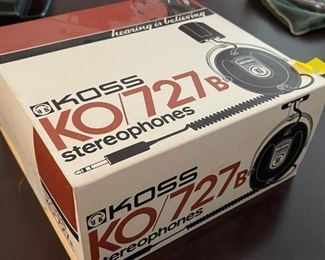 hearing is believing
KOSS
KO/727B
stereophones
KOSS
KO/727B
stereophones